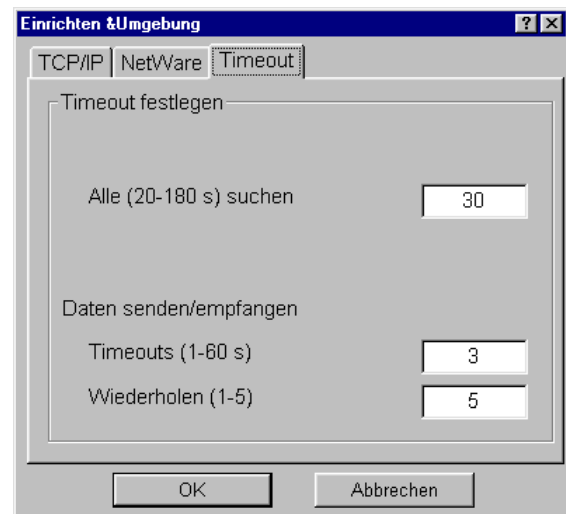 Einrichten &Umgebung
TCP/IP NetWare Timeout
Timeout festlegen
Alle (20-180 s) suchen 30
Daten senden/empfangen
Timeouts (1-60 s) 3
Wiederholen (1-5) 5
OK Abbrechen